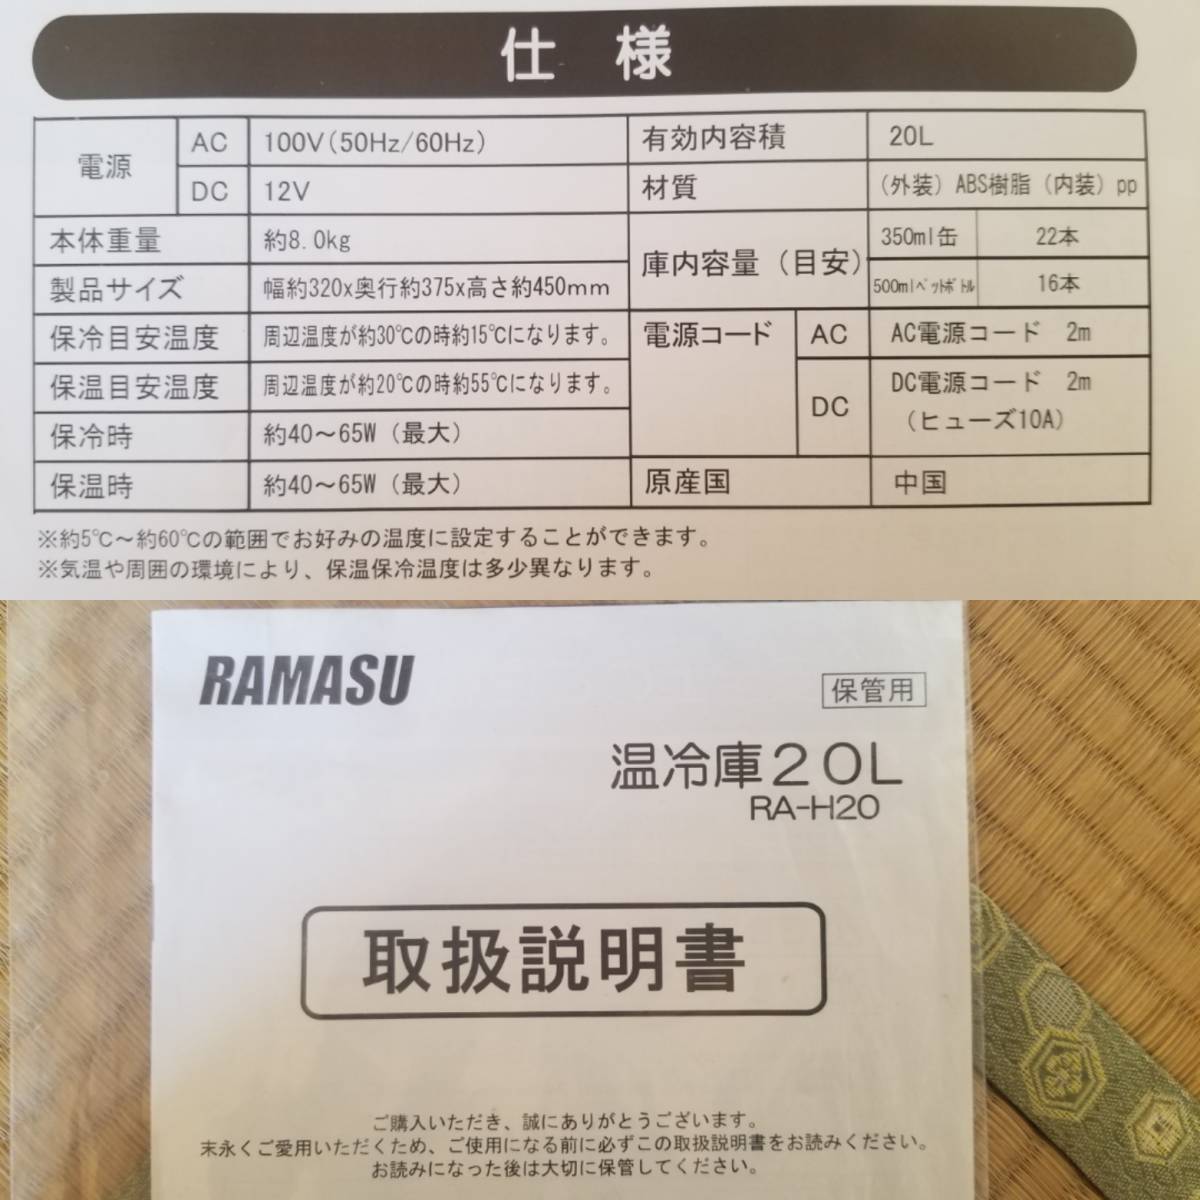 仕様
電源 AC 100V(50Hz/60Hz)
DC 12V
本体重量 約8.0kg
製品サイズ 幅約320x奥行約375x高さ約450mm
保冷目安温度 周辺温度が約30℃の時約15℃になります。
保温目安温度 周辺温度が約20℃の時約55℃になります。
保冷時 約40～65W（最大）
保温時 約40～65W（最大）
有効内容積 20L
材質 （外装）ABS樹脂（内装）pp
庫内容量（目安） 350ml缶 22本
500mlペットボトル 16本
電源コード AC AC電源コード 2m
DC DC電源コード 2m
（ヒューズ10A）
原産国 中国
※約5℃～約60℃の範囲でお好みの温度に設定することができます。
※気温や周囲の環境により、保温保冷温度は多少異なります。
RAMASU
保管用
温冷庫20L
RA-H20
取扱説明書
ご購入いただき、誠にありがとうございます。
末永くご愛用いただくため、ご使用になる前に必ずこの取扱説明書をお読みください。
お読みになった後は大切に保管してください。